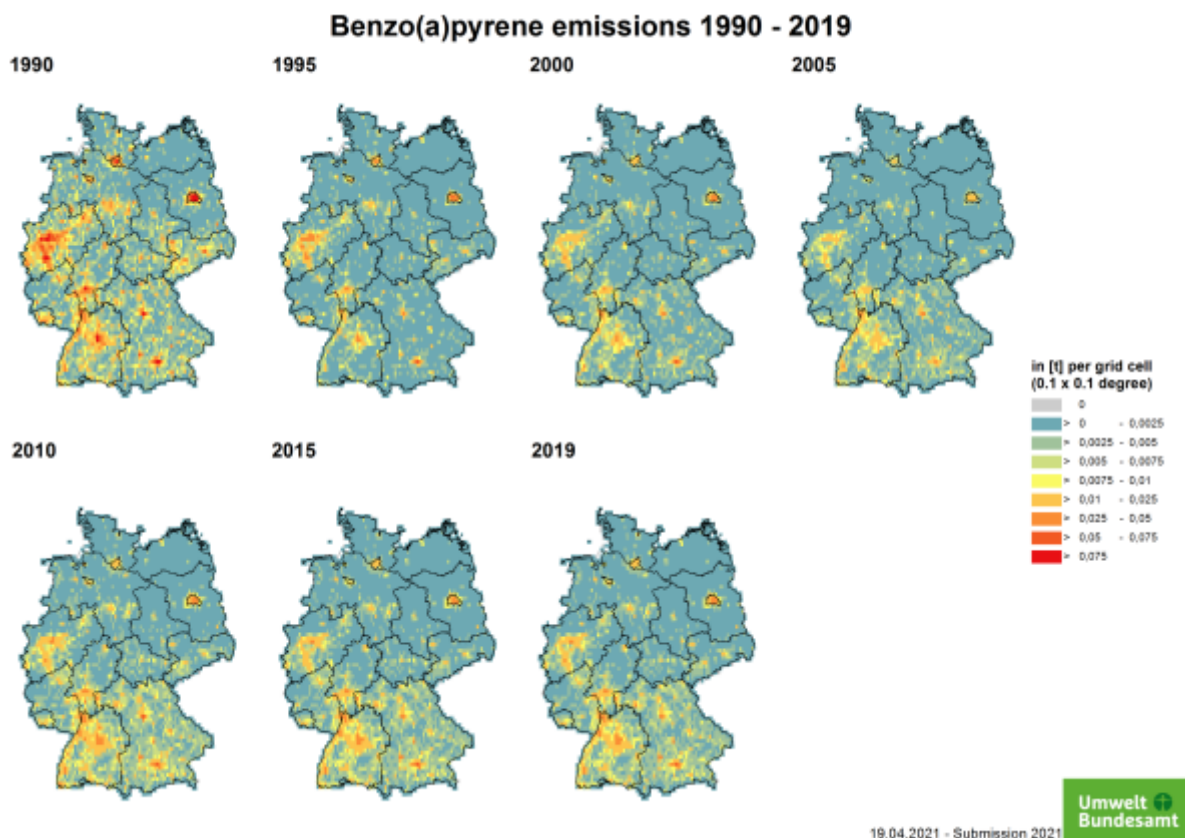 Benzo(a)pyrene emissions 1990 - 2019
1990
1995
2000
2005
in [t] per grid cell
(0.1 x 0.1 degree)
0
> 0 - 0,0025
> 0,0025 - 0,005
> 0,005 - 0,0075
> 0,0075 - 0,01
> 0,01 - 0,025
> 0,025 - 0,05
> 0,05 - 0,075
> 0,075
2010
2015
2019
Umwelt
Bundesamt
19.04.2021 - Submission 2021